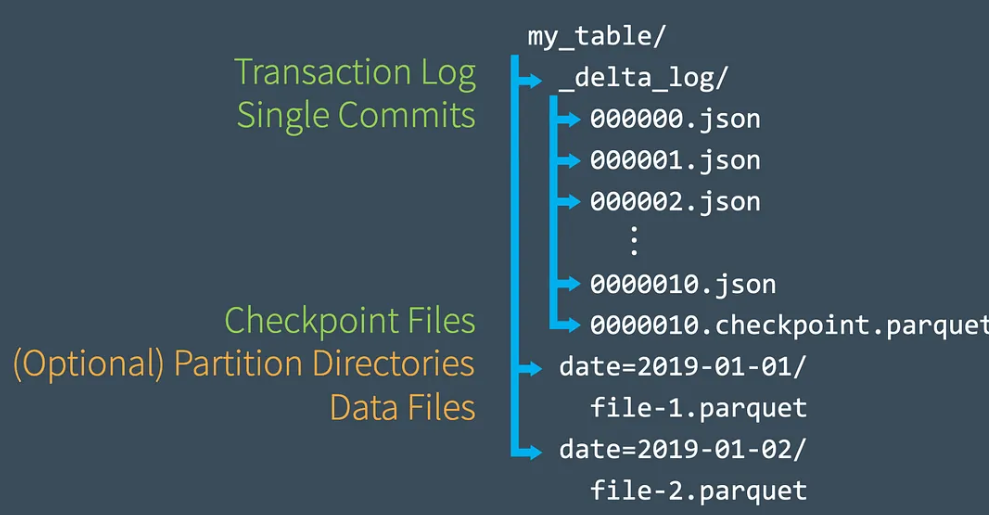 my_table/
Transaction Log
_delta_log/
Single Commits
000000.json
000001.json
000002.json
⋮
0000010.json
Checkpoint Files
0000010.checkpoint.parquet
(Optional) Partition Directories
date=2019-01-01/
Data Files
file-1.parquet
date=2019-01-02/
file-2.parquet